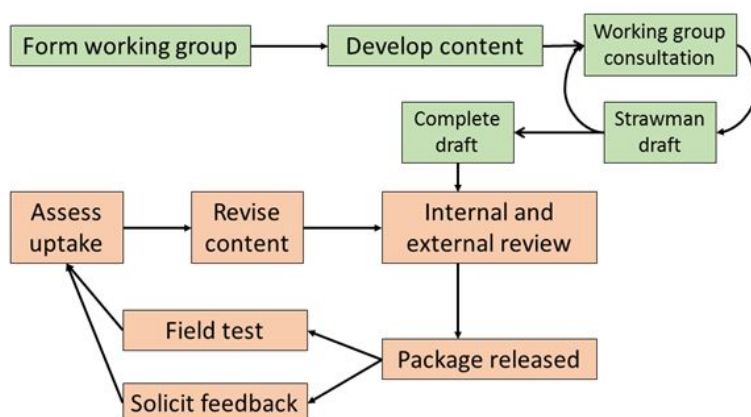 Form working group
Develop content
Working group
consultation
Strawman
draft
Complete
draft
Internal and
external review
Assess
uptake
Revise
content
Field test
Package released
Solicit feedback